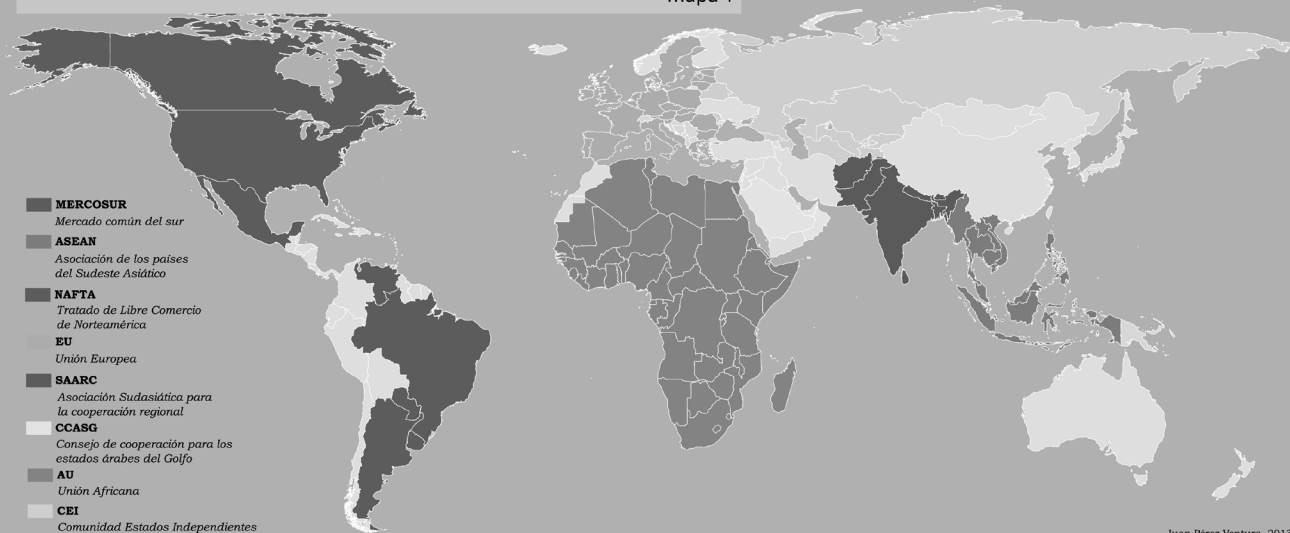 MERCOSUR
Mercado común del sur
ASEAN
Asociación de los países
del Sudeste Asiático
NAFTA
Tratado de Libre Comercio
de Norteamérica
EU
Unión Europea
SAARC
Asociación Sudasiática para
la cooperación regional
CCASG
Consejo de cooperación para los
estados árabes del Golfo
AU
Unión Africana
CEI
Comunidad Estados Independientes